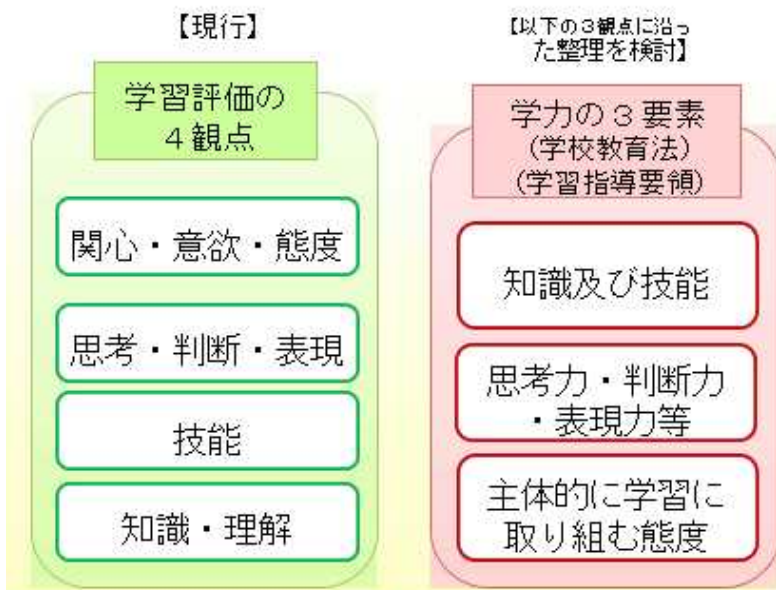 【現行】
学習評価の
４観点
関心・意欲・態度
思考・判断・表現
技能
知識・理解
【以下の３観点に沿っ
た整理を検討】
学力の３要素
（学校教育法）
（学習指導要領）
知識及び技能
思考力・判断力
・表現力等
主体的に学習に
取り組む態度